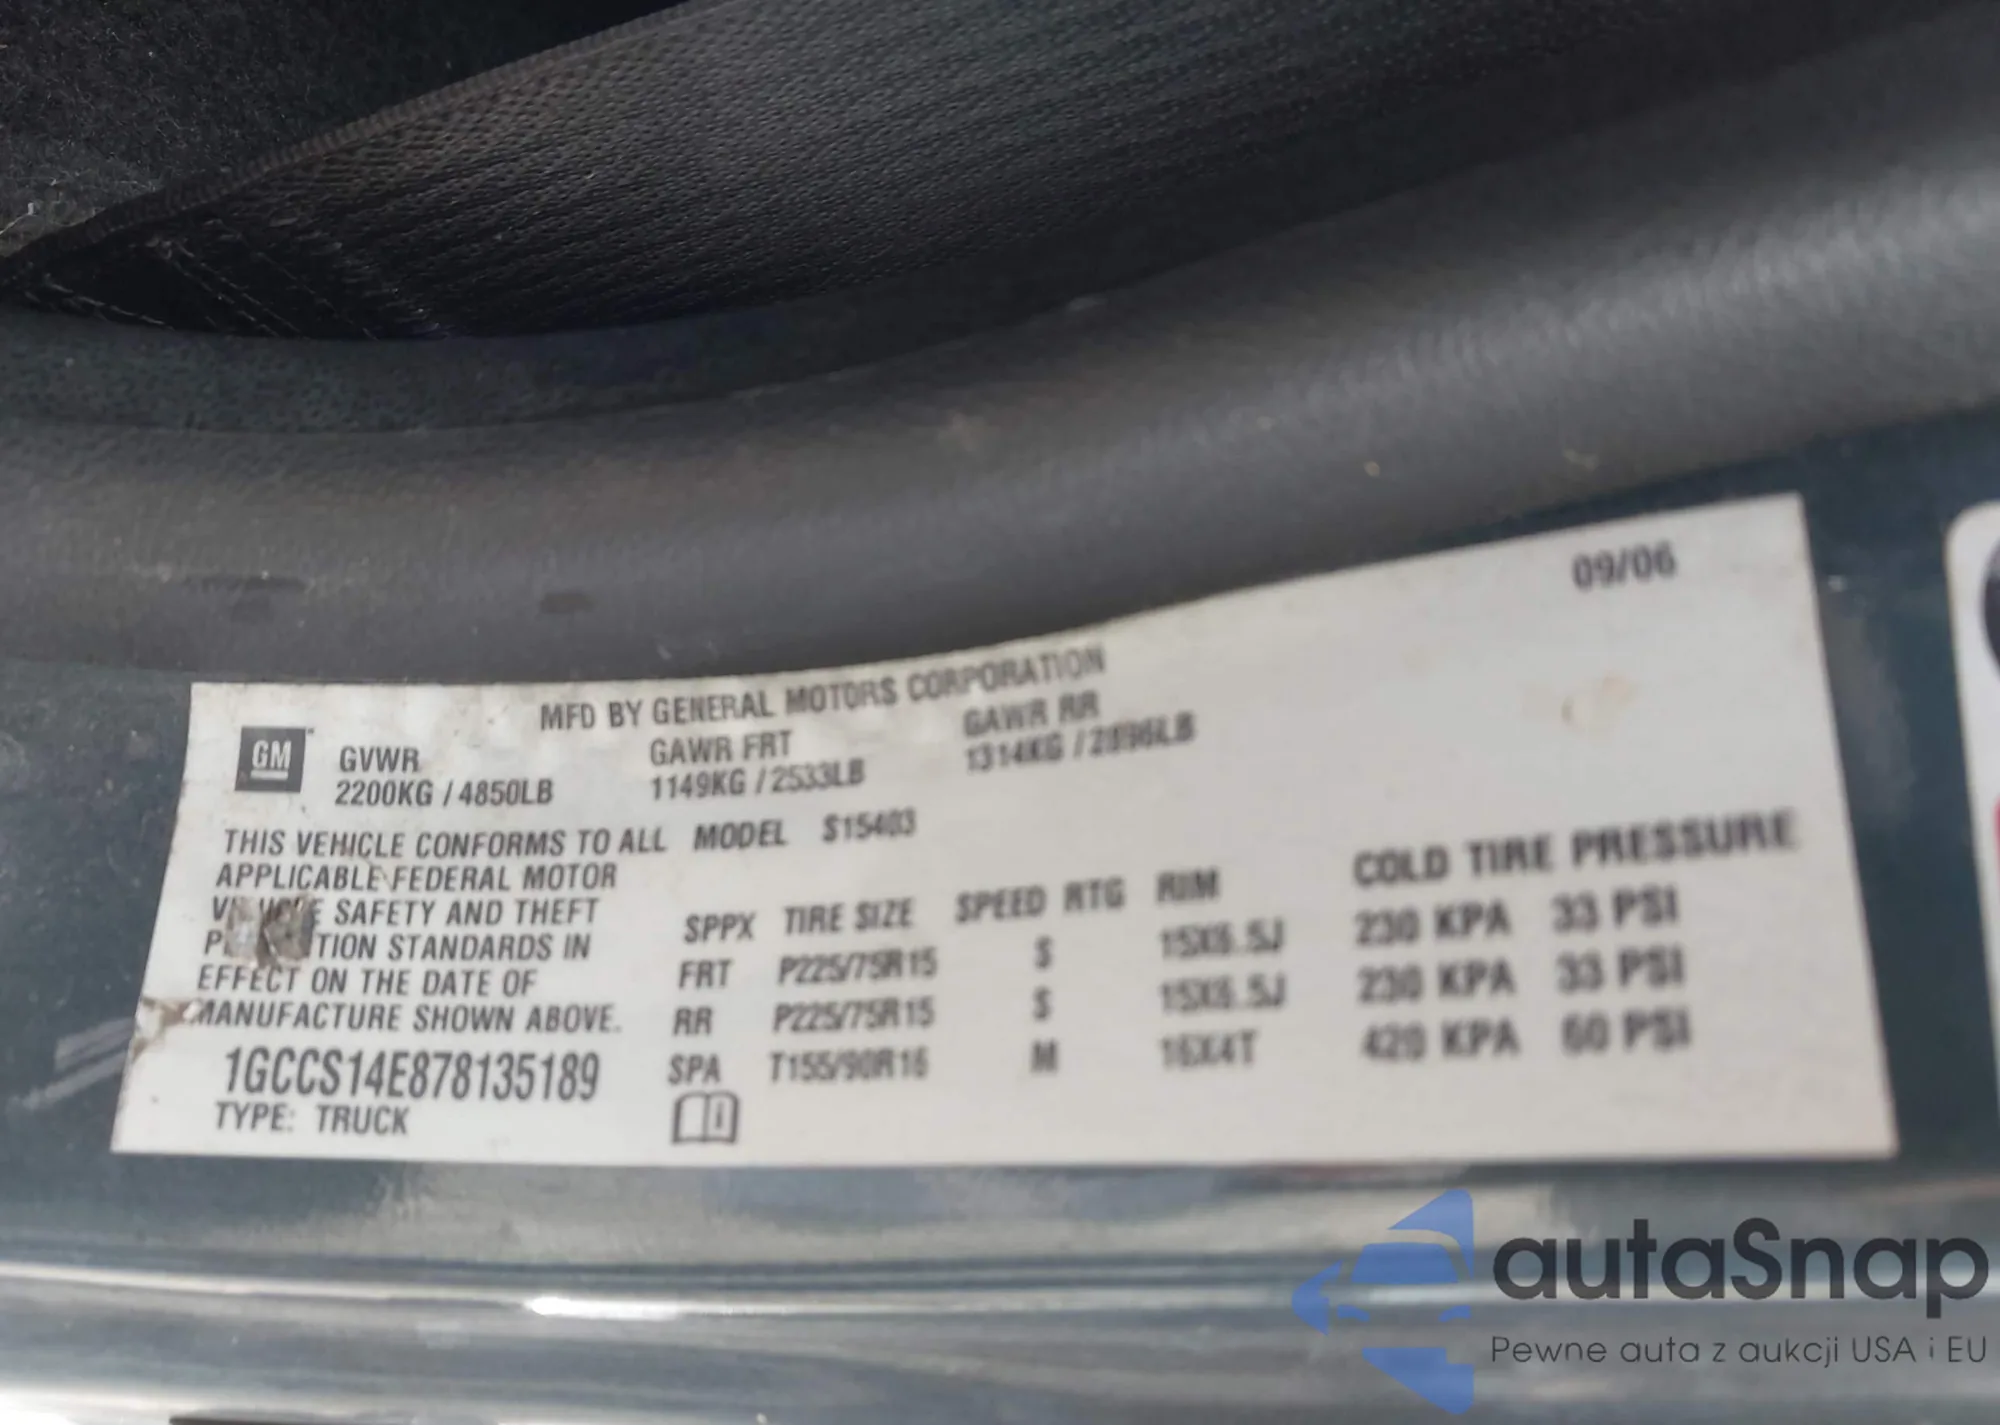 09/06
MFD BY GENERAL MOTORS CORPORATION
GM GVWR GAWR FRT GAWR RR
2200KG / 4850LB 1149KG / 2533LB 1314KG / 2896LB
THIS VEHICLE CONFORMS TO ALL MODEL S15403
APPLICABLE FEDERAL MOTOR
SAFETY AND THEFT
STANDARDS IN
EFFECT ON THE DATE OF
MANUFACTURE SHOWN ABOVE.
1GCCS14E878135189
TYPE: TRUCK
SPPX TIRE SIZE SPEED RTG RIM COLD TIRE PRESSURE
FRT P225/75R15 S 15X6.5J 230 KPA 33 PSI
RR P225/75R15 S 15X6.5J 230 KPA 33 PSI
SPA T155/90R16 M 16X4T 420 KPA 60 PSI
autaSnap
Pewne auta z aukcji USA i EU